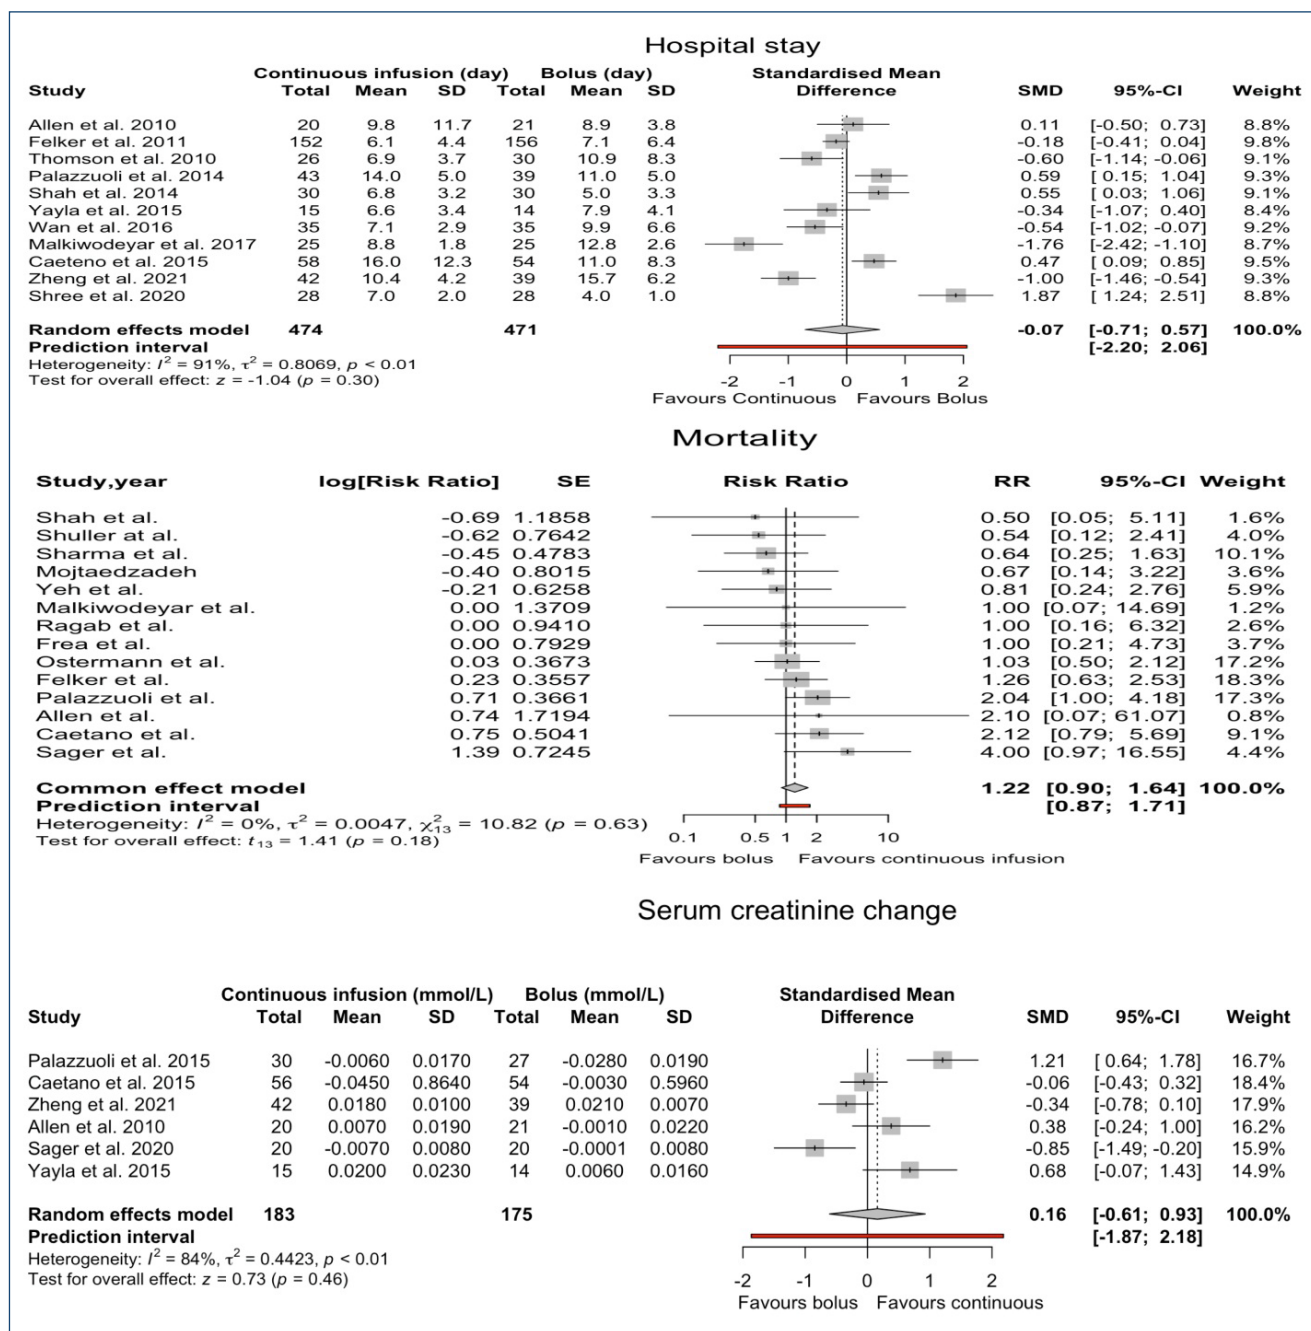 Hospital stay
Continuous infusion (day) Bolus (day) Standardised Mean
Study Total Mean SD Total Mean SD Difference SMD 95%-CI Weight
Allen et al. 2010 20 9.8 11.7 21 8.9 3.8 0.11 [-0.50; 0.73] 8.8%
Felker et al. 2011 152 6.1 4.4 156 7.1 6.4 -0.18 [-0.41; 0.04] 9.8%
Thomson et al. 2010 26 6.9 3.7 30 10.9 8.3 -0.60 [-1.14; -0.06] 9.1%
Palazzuoli et al. 2014 43 14.0 5.0 39 11.0 5.0 0.59 [ 0.15; 1.04] 9.3%
Shah et al. 2014 30 6.8 3.2 30 5.0 3.3 0.55 [ 0.03; 1.06] 9.1%
Yayla et al. 2015 15 6.6 3.4 14 7.9 4.1 -0.34 [-1.07; 0.40] 8.4%
Wan et al. 2016 35 7.1 2.9 35 9.9 6.6 -0.54 [-1.02; -0.07] 9.2%
Malkiwodeyar et al. 2017 25 8.8 1.8 25 12.8 2.6 -1.76 [-2.42; -1.10] 8.7%
Caeteno et al. 2015 58 16.0 12.3 54 11.0 8.3 0.47 [ 0.09; 0.85] 9.5%
Zheng et al. 2021 42 10.4 4.2 39 15.7 6.2 -1.00 [-1.46; -0.54] 9.3%
Shree et al. 2020 28 7.0 2.0 28 4.0 1.0 1.87 [ 1.24; 2.51] 8.8%
Random effects model 474 471 -0.07 [-0.71; 0.57] 100.0%
Prediction interval [-2.20; 2.06]
Heterogeneity: I² = 91%, τ² = 0.8069, p < 0.01
Test for overall effect: z = -1.04 (p = 0.30)
-2 -1 0 1 2
Favours Continuous Favours Bolus
Mortality
Study,year log[Risk Ratio] SE Risk Ratio RR 95%-CI Weight
Shah et al. -0.69 1.1858 0.50 [0.05; 5.11] 1.6%
Shuller at al. -0.62 0.7642 0.54 [0.12; 2.41] 4.0%
Sharma et al. -0.45 0.4783 0.64 [0.25; 1.63] 10.1%
Mojtaedzadeh -0.40 0.8015 0.67 [0.14; 3.22] 3.6%
Yeh et al. -0.21 0.6258 0.81 [0.24; 2.76] 5.9%
Malkiwodeyar et al. 0.00 1.3709 1.00 [0.07; 14.69] 1.2%
Ragab et al. 0.00 0.9410 1.00 [0.16; 6.32] 2.6%
Frea et al. 0.00 0.7929 1.00 [0.21; 4.73] 3.7%
Ostermann et al. 0.03 0.3673 1.03 [0.50; 2.12] 17.2%
Felker et al. 0.23 0.3557 1.26 [0.63; 2.53] 18.3%
Palazzuoli et al. 0.71 0.3661 2.04 [1.00; 4.18] 17.3%
Allen et al. 0.74 1.7194 2.10 [0.07; 61.07] 0.8%
Caetano et al. 0.75 0.5041 2.12 [0.79; 5.69] 9.1%
Sager et al. 1.39 0.7245 4.00 [0.97; 16.55] 4.4%
Common effect model 1.22 [0.90; 1.64] 100.0%
Prediction interval [0.87; 1.71]
Heterogeneity: I² = 0%, τ² = 0.0047, χ²₁₃ = 10.82 (p = 0.63)
Test for overall effect: t₁₃ = 1.41 (p = 0.18)
0.1 0.5 1 2 10
Favours bolus Favours continuous infusion
Serum creatinine change
Continuous infusion (mmol/L) Bolus (mmol/L) Standardised Mean
Study Total Mean SD Total Mean SD Difference SMD 95%-CI Weight
Palazzuoli et al. 2015 30 -0.0060 0.0170 27 -0.0280 0.0190 1.21 [ 0.64; 1.78] 16.7%
Caetano et al. 2015 56 -0.0450 0.8640 54 -0.0030 0.5960 -0.06 [-0.43; 0.32] 18.4%
Zheng et al. 2021 42 0.0180 0.0100 39 0.0210 0.0070 -0.34 [-0.78; 0.10] 17.9%
Allen et al. 2010 20 0.0070 0.0190 21 -0.0010 0.0220 0.38 [-0.24; 1.00] 16.2%
Sager et al. 2020 20 -0.0070 0.0080 20 -0.0001 0.0080 -0.85 [-1.49; -0.20] 15.9%
Yayla et al. 2015 15 0.0200 0.0230 14 0.0060 0.0160 0.68 [-0.07; 1.43] 14.9%
Random effects model 183 175 0.16 [-0.61; 0.93] 100.0%
Prediction interval [-1.87; 2.18]
Heterogeneity: I² = 84%, τ² = 0.4423, p < 0.01
Test for overall effect: z = 0.73 (p = 0.46)
-2 -1 0 1 2
Favours bolus Favours continuous